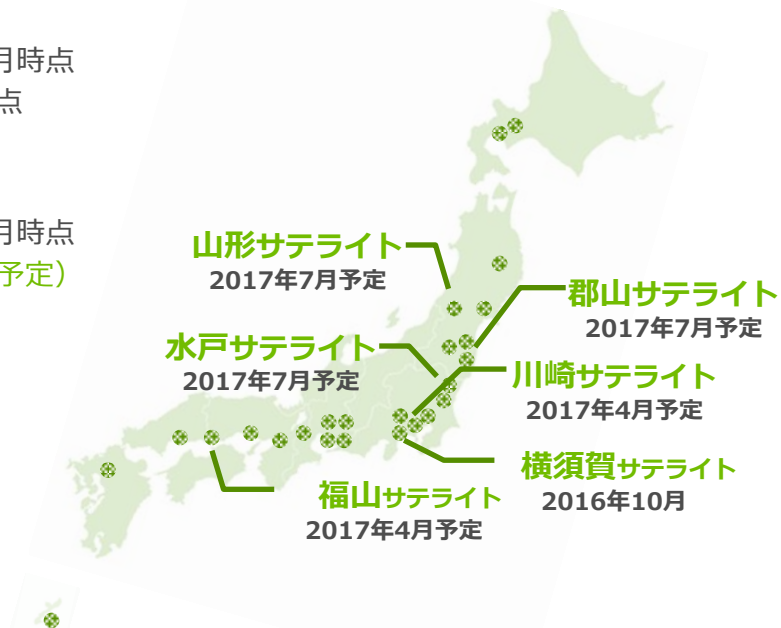 月時点
点
月時点
予定）
山形サテライト
2017年7月予定
郡山サテライト
2017年7月予定
水戸サテライト
2017年7月予定
川崎サテライト
2017年4月予定
横須賀サテライト
2016年10月
福山サテライト
2017年4月予定